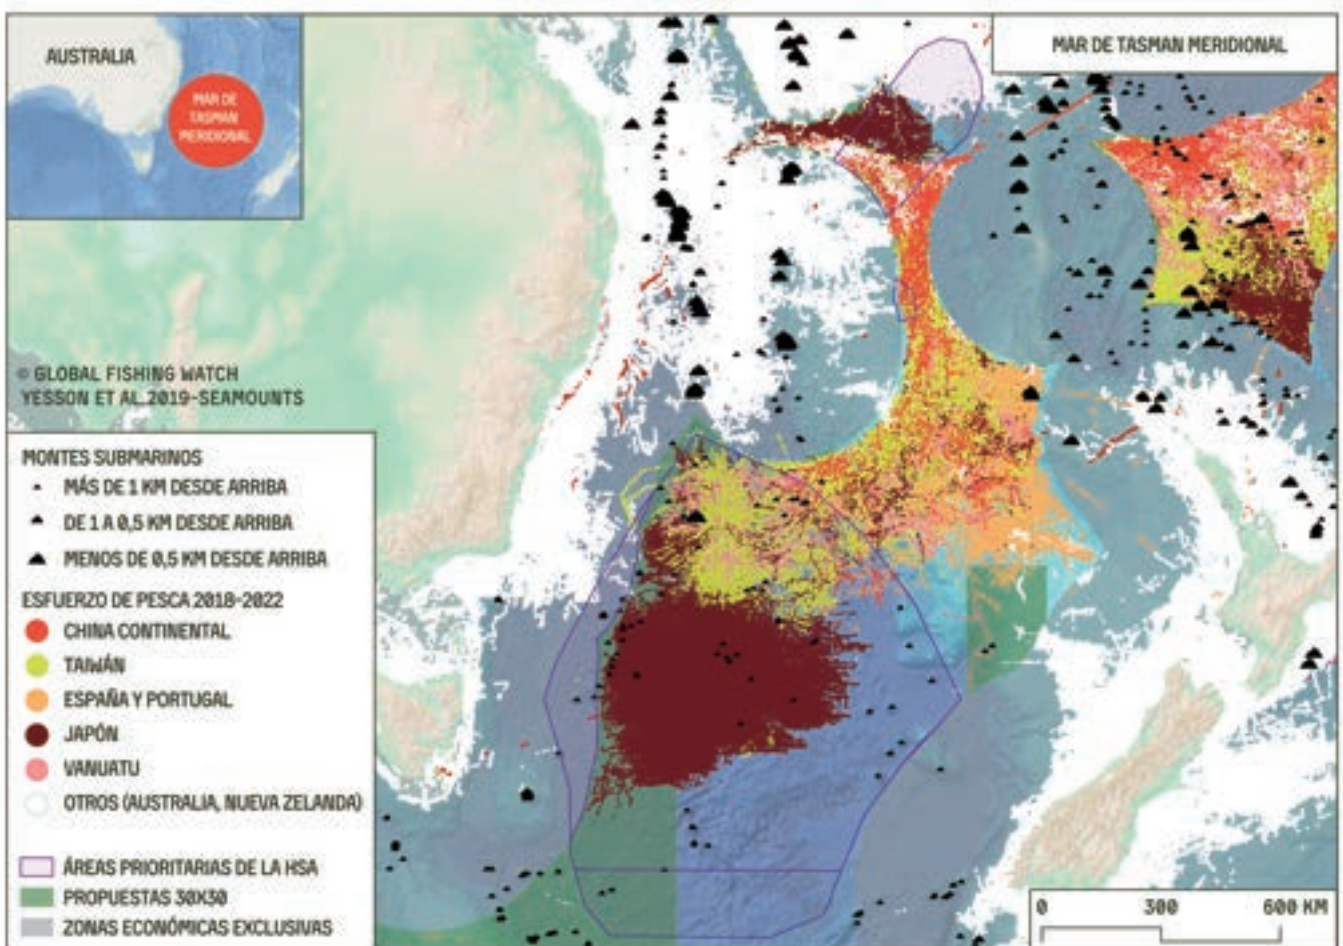 AUSTRALIA
MAR DE
TASMAN
MERIDIONAL
MAR DE TASMAN MERIDIONAL
© GLOBAL FISHING WATCH
YESSON ET AL.2019-SEAMOUNTS
MONTES SUBMARINOS
MÁS DE 1 KM DESDE ARRIBA
DE 1 A 0,5 KM DESDE ARRIBA
MENOS DE 0,5 KM DESDE ARRIBA
ESFUERZO DE PESCA 2018-2022
CHINA CONTINENTAL
TAIWÁN
ESPAÑA Y PORTUGAL
JAPÓN
VANUATU
OTROS (AUSTRALIA, NUEVA ZELANDA)
ÁREAS PRIORITARIAS DE LA HSA
PROPUESTAS 30X30
ZONAS ECONÓMICAS EXCLUSIVAS
0 300 600 KM